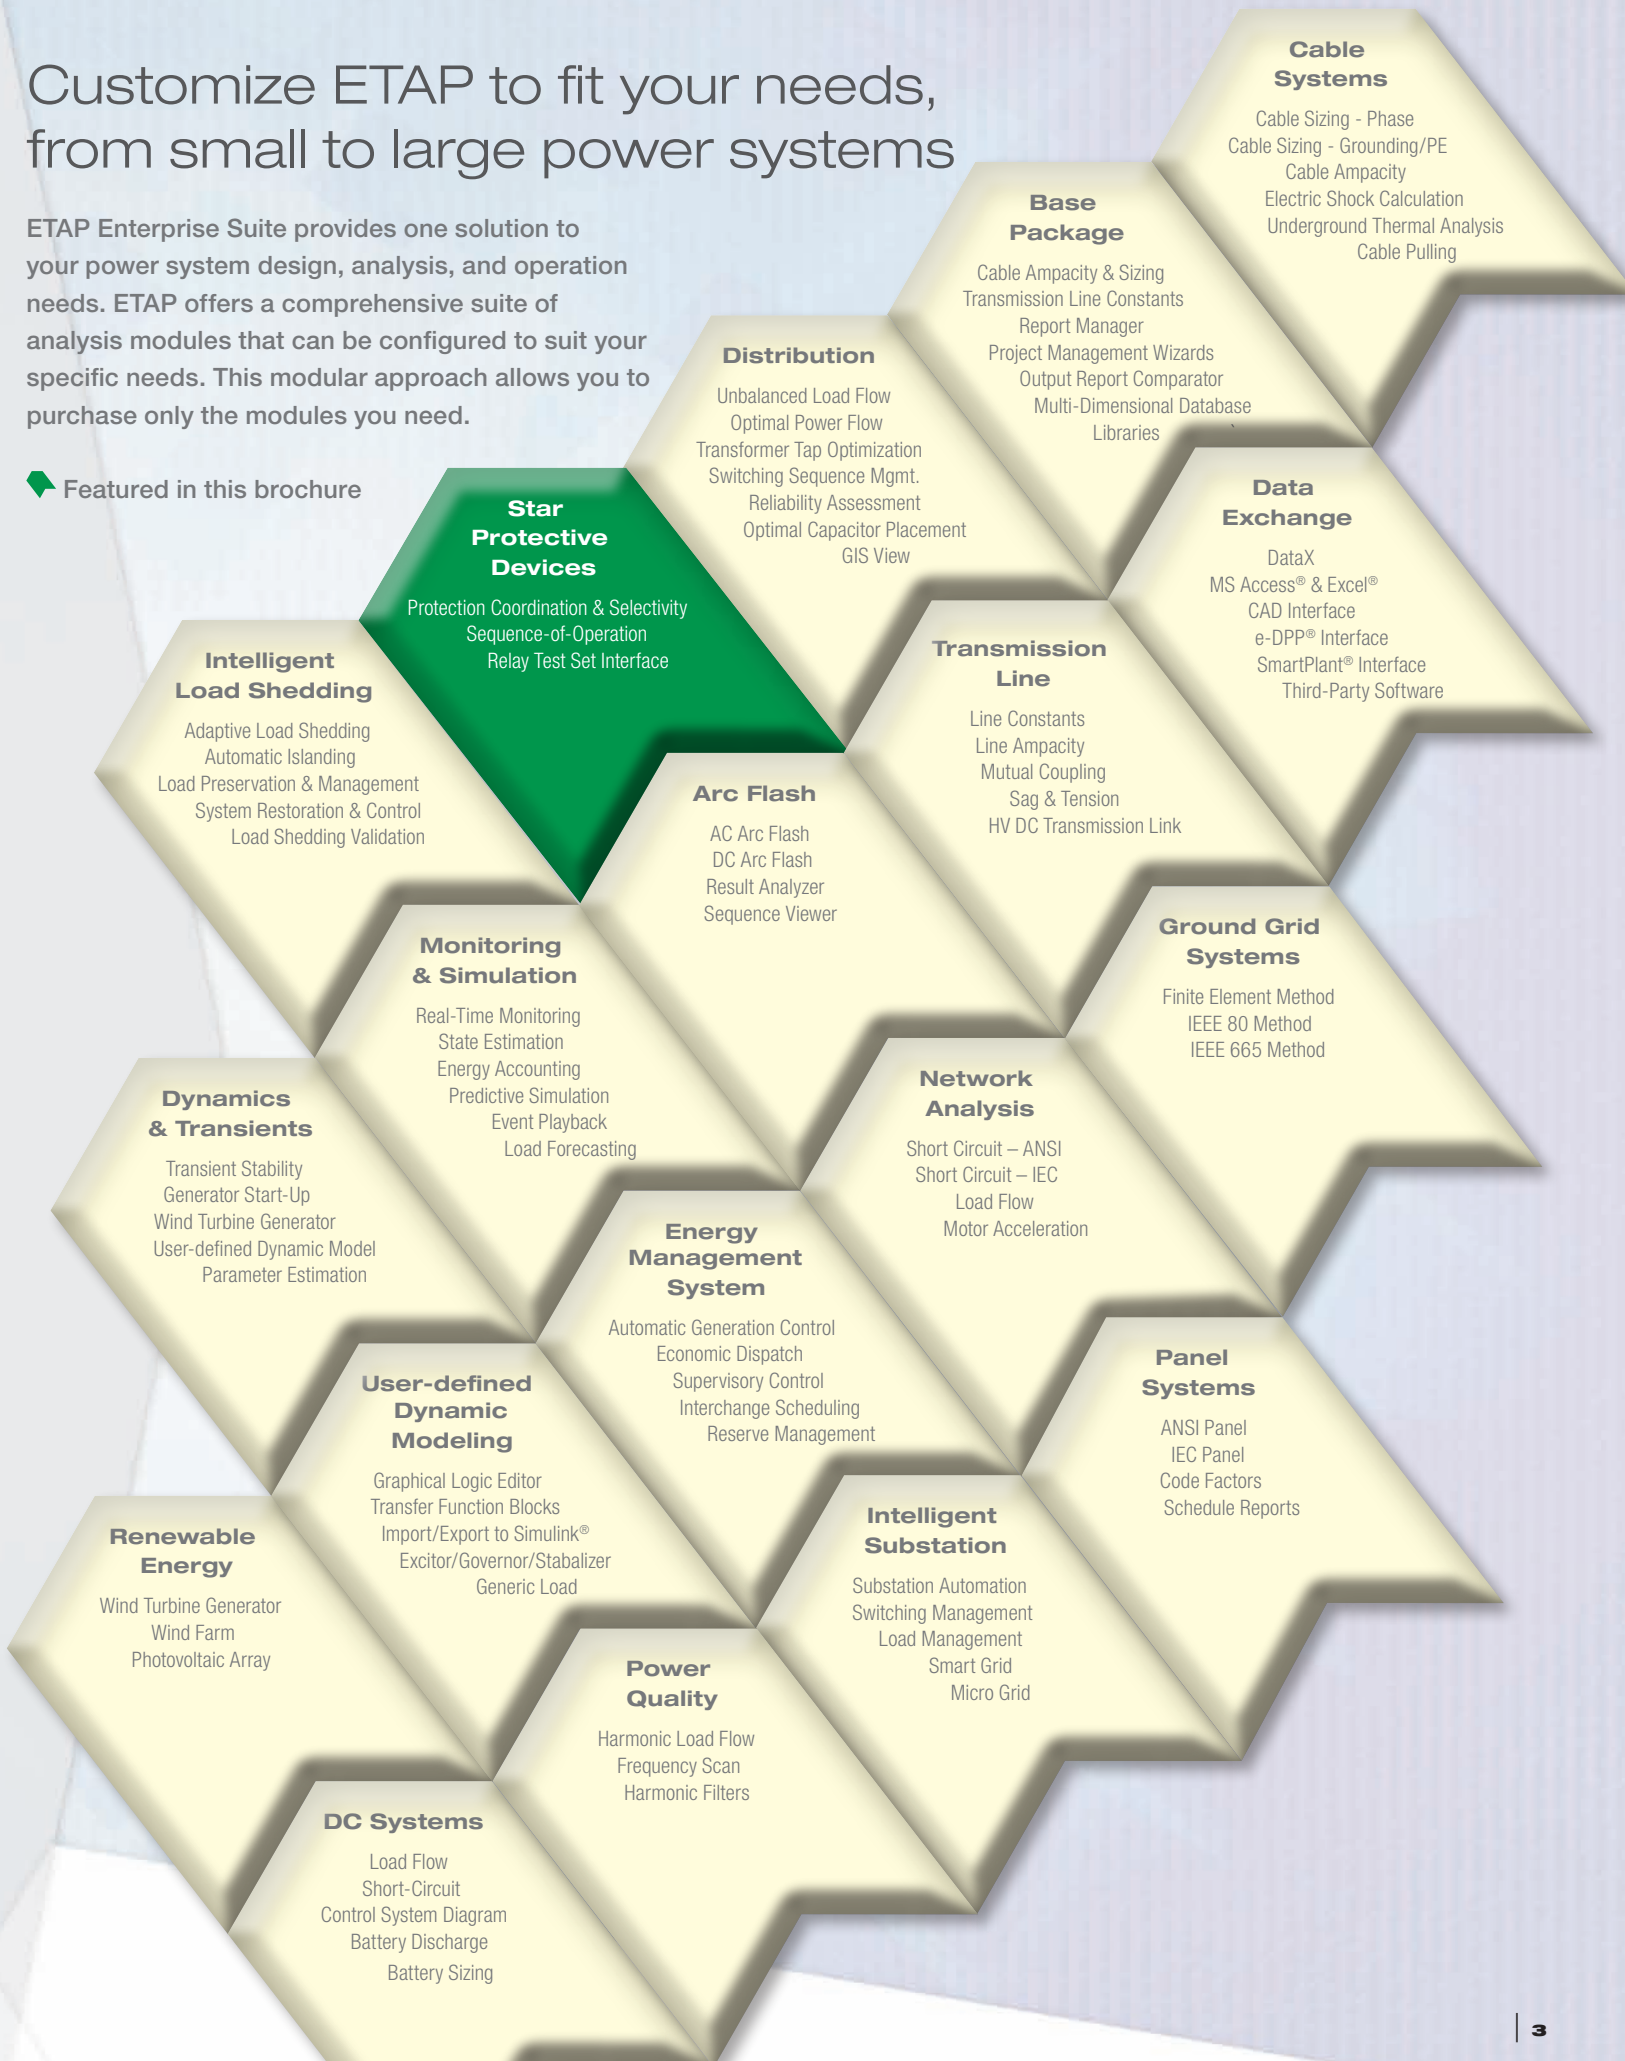 Customize ETAP to fit your needs,
from small to large power systems
ETAP Enterprise Suite provides one solution to
your power system design, analysis, and operation
needs. ETAP offers a comprehensive suite of
analysis modules that can be configured to suit your
specific needs. This modular approach allows you to
purchase only the modules you need.
Featured in this brochure
Cable
Systems
Cable Sizing - Phase
Cable Sizing - Grounding/PE
Cable Ampacity
Electric Shock Calculation
Underground Thermal Analysis
Cable Pulling
Base
Package
Cable Ampacity & Sizing
Transmission Line Constants
Report Manager
Project Management Wizards
Output Report Comparator
Multi-Dimensional Database
Libraries `
Distribution
Unbalanced Load Flow
Optimal Power Flow
Transformer Tap Optimization
Switching Sequence Mgmt.
Reliability Assessment
Optimal Capacitor Placement
GIS View
Star
Protective
Devices
Protection Coordination & Selectivity
Sequence-of-Operation
Relay Test Set Interface
Data
Exchange
DataX
MS Access® & Excel®
CAD Interface
e-DPP® Interface
SmartPlant® Interface
Third-Party Software
Intelligent
Load Shedding
Adaptive Load Shedding
Automatic Islanding
Load Preservation & Management
System Restoration & Control
Load Shedding Validation
Transmission
Line
Line Constants
Line Ampacity
Mutual Coupling
Sag & Tension
HV DC Transmission Link
Arc Flash
AC Arc Flash
DC Arc Flash
Result Analyzer
Sequence Viewer
Ground Grid
Systems
Finite Element Method
IEEE 80 Method
IEEE 665 Method
Monitoring
& Simulation
Real-Time Monitoring
State Estimation
Energy Accounting
Predictive Simulation
Event Playback
Load Forecasting
Network
Analysis
Short Circuit – ANSI
Short Circuit – IEC
Load Flow
Motor Acceleration
Dynamics
& Transients
Transient Stability
Generator Start-Up
Wind Turbine Generator
User-defined Dynamic Model
Parameter Estimation
Energy
Management
System
Automatic Generation Control
Economic Dispatch
Supervisory Control
Interchange Scheduling
Reserve Management
Panel
Systems
ANSI Panel
IEC Panel
Code Factors
Schedule Reports
User-defined
Dynamic
Modeling
Graphical Logic Editor
Transfer Function Blocks
Import/Export to Simulink®
Excitor/Governor/Stabalizer
Generic Load
Intelligent
Substation
Substation Automation
Switching Management
Load Management
Smart Grid
Micro Grid
Renewable
Energy
Wind Turbine Generator
Wind Farm
Photovoltaic Array
Power
Quality
Harmonic Load Flow
Frequency Scan
Harmonic Filters
DC Systems
Load Flow
Short-Circuit
Control System Diagram
Battery Discharge
Battery Sizing
3